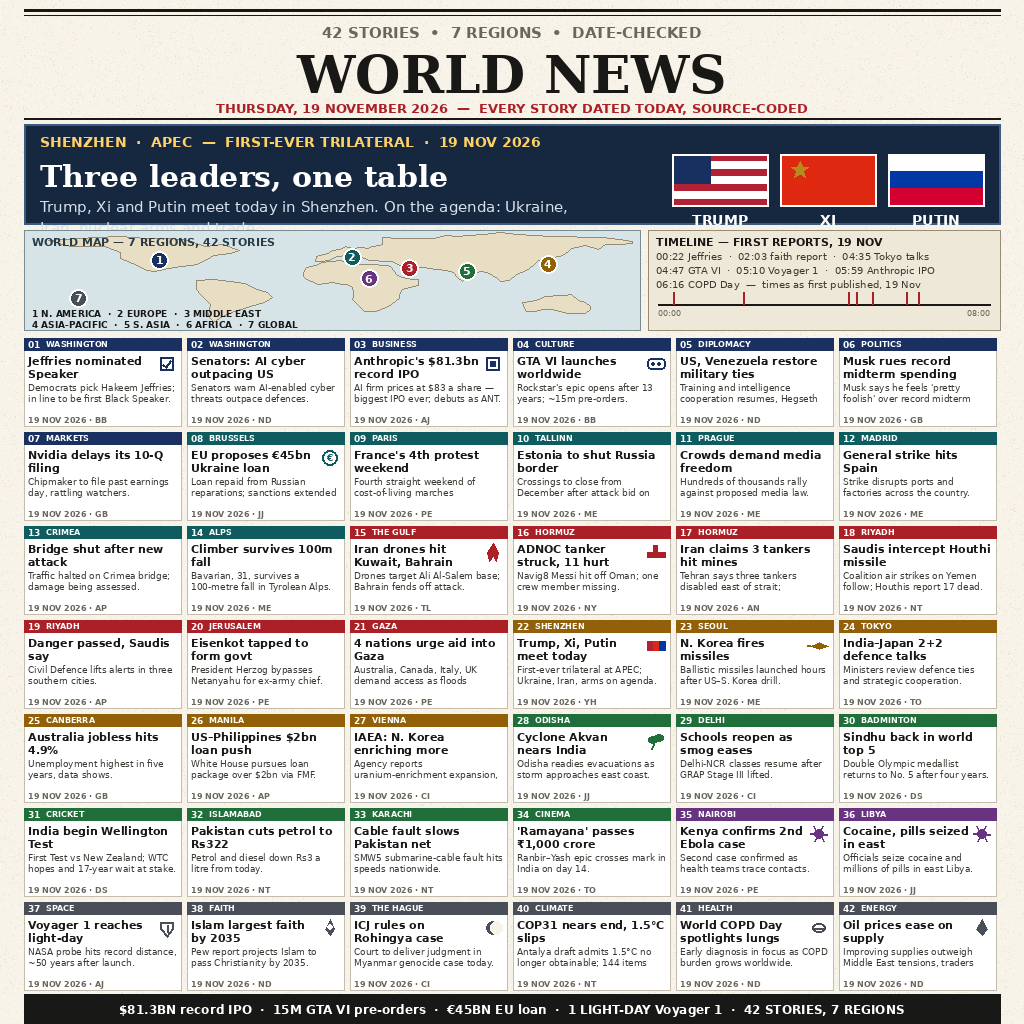 42 STORIES • 7 REGIONS • DATE-CHECKED
WORLD NEWS
THURSDAY, 19 NOVEMBER 2026 — EVERY STORY DATED TODAY, SOURCE-CODED
SHENZHEN · APEC — FIRST-EVER TRILATERAL · 19 NOV 2026
Three leaders, one table
Trump, Xi and Putin meet today in Shenzhen. On the agenda: Ukraine,
Iran, nuclear arms and trade.
TRUMP
XI
PUTIN
WORLD MAP — 7 REGIONS, 42 STORIES
1
2
3
4
5
6
7
1 N. AMERICA · 2 EUROPE · 3 MIDDLE EAST
4 ASIA-PACIFIC · 5 S. ASIA · 6 AFRICA · 7 GLOBAL
TIMELINE — FIRST REPORTS, 19 NOV
00:22 Jeffries · 02:03 faith report · 04:35 Tokyo talks
04:47 GTA VI · 05:10 Voyager 1 · 05:59 Anthropic IPO
06:16 COPD Day — times as first published, 19 Nov
00:00
08:00
01 WASHINGTON
Jeffries nominated
Speaker
Democrats pick Hakeem Jeffries;
in line to be first Black Speaker.
19 NOV 2026 · BB
02 WASHINGTON
Senators: AI cyber
outpacing US
Senators warn AI-enabled cyber
threats outpace defences.
19 NOV 2026 · ND
03 BUSINESS
Anthropic's $81.3bn
record IPO
AI firm prices at $83 a share —
biggest IPO ever; debuts as ANT.
19 NOV 2026 · AJ
04 CULTURE
GTA VI launches
worldwide
Rockstar's epic opens after 13
years; ~15m pre-orders.
19 NOV 2026 · BB
05 DIPLOMACY
US, Venezuela restore
military ties
Training and intelligence
cooperation resumes, Hegseth
19 NOV 2026 · ND
06 POLITICS
Musk rues record
midterm spending
Musk says he feels 'pretty
foolish' over record midterm
19 NOV 2026 · GB
07 MARKETS
Nvidia delays its 10-Q
filing
Chipmaker to file past earnings
day, rattling watchers.
19 NOV 2026 · GB
08 BRUSSELS
EU proposes €45bn
Ukraine loan
€
Loan repaid from Russian
reparations; sanctions extended
19 NOV 2026 · JJ
09 PARIS
France's 4th protest
weekend
Fourth straight weekend of
cost-of-living marches
19 NOV 2026 · PE
10 TALLINN
Estonia to shut Russia
border
Crossings to close from
December after attack bid on
19 NOV 2026 · ME
11 PRAGUE
Crowds demand media
freedom
Hundreds of thousands rally
against proposed media law.
19 NOV 2026 · ME
12 MADRID
General strike hits
Spain
Strike disrupts ports and
factories across the country.
19 NOV 2026 · ME
13 CRIMEA
Bridge shut after new
attack
Traffic halted on Crimea bridge;
damage being assessed.
19 NOV 2026 · AP
14 ALPS
Climber survives 100m
fall
Bavarian, 31, survives a
100-metre fall in Tyrolean Alps.
19 NOV 2026 · ME
15 THE GULF
Iran drones hit
Kuwait, Bahrain
Drones target Ali Al-Salem base;
Bahrain fends off attack.
19 NOV 2026 · TL
16 HORMUZ
ADNOC tanker
struck, 11 hurt
Navig8 Messi hit off Oman; one
crew member missing.
19 NOV 2026 · NY
17 HORMUZ
Iran claims 3 tankers
hit mines
Tehran says three tankers
disabled east of strait;
19 NOV 2026 · AN
18 RIYADH
Saudis intercept Houthi
missile
Coalition air strikes on Yemen
follow; Houthis report 17 dead.
19 NOV 2026 · NT
19 RIYADH
Danger passed, Saudis
say
Civil Defence lifts alerts in three
southern cities.
19 NOV 2026 · AP
20 JERUSALEM
Eisenkot tapped to
form govt
President Herzog bypasses
Netanyahu for ex-army chief.
19 NOV 2026 · PE
21 GAZA
4 nations urge aid into
Gaza
Australia, Canada, Italy, UK
demand access as floods
19 NOV 2026 · PE
22 SHENZHEN
Trump, Xi, Putin
meet today
First-ever trilateral at APEC;
Ukraine, Iran, arms on agenda.
19 NOV 2026 · YH
23 SEOUL
N. Korea fires
missiles
Ballistic missiles launched hours
after US–S. Korea drill.
19 NOV 2026 · ME
24 TOKYO
India–Japan 2+2
defence talks
Ministers review defence ties
and strategic cooperation.
19 NOV 2026 · TO
25 CANBERRA
Australia jobless hits
4.9%
Unemployment highest in five
years, data shows.
19 NOV 2026 · GB
26 MANILA
US–Philippines $2bn
loan push
White House pursues loan
package over $2bn via FMF.
19 NOV 2026 · AP
27 VIENNA
IAEA: N. Korea
enriching more
Agency reports
uranium-enrichment expansion,
19 NOV 2026 · CI
28 ODISHA
Cyclone Akvan
nears India
Odisha readies evacuations as
storm approaches east coast.
19 NOV 2026 · JJ
29 DELHI
Schools reopen as
smog eases
Delhi-NCR classes resume after
GRAP Stage III lifted.
19 NOV 2026 · CI
30 BADMINTON
Sindhu back in world
top 5
Double Olympic medallist
returns to No. 5 after four years.
19 NOV 2026 · DS
31 CRICKET
India begin Wellington
Test
First Test vs New Zealand; WTC
hopes and 17-year wait at stake.
19 NOV 2026 · DS
32 ISLAMABAD
Pakistan cuts petrol to
Rs322
Petrol and diesel down Rs3 a
litre from today.
19 NOV 2026 · NT
33 KARACHI
Cable fault slows
Pakistan net
SMW5 submarine-cable fault hits
speeds nationwide.
19 NOV 2026 · NT
34 CINEMA
'Ramayana' passes
₹1,000 crore
Ranbir–Yash epic crosses mark in
India on day 14.
19 NOV 2026 · TO
35 NAIROBI
Kenya confirms 2nd
Ebola case
Second case confirmed as
health teams trace contacts.
19 NOV 2026 · PE
36 LIBYA
Cocaine, pills seized
in east
Officials seize cocaine and
millions of pills in east Libya.
19 NOV 2026 · JJ
37 SPACE
Voyager 1 reaches
light-day
NASA probe hits record distance,
~50 years after launch.
19 NOV 2026 · AJ
38 FAITH
Islam largest faith
by 2035
Pew report projects Islam to
pass Christianity by 2035.
19 NOV 2026 · ND
39 THE HAGUE
ICJ rules on
Rohingya case
Court to deliver judgment in
Myanmar genocide case today.
19 NOV 2026 · CI
40 CLIMATE
COP31 nears end, 1.5°C
slips
Antalya draft admits 1.5°C no
longer obtainable; 144 items
19 NOV 2026 · NT
41 HEALTH
World COPD Day
spotlights lungs
Early diagnosis in focus as COPD
burden grows worldwide.
19 NOV 2026 · ND
42 ENERGY
Oil prices ease on
supply
Improving supplies outweigh
Middle East tensions, traders
19 NOV 2026 · ND
$81.3BN record IPO · 15M GTA VI pre-orders · €45BN EU loan · 1 LIGHT-DAY Voyager 1 · 42 STORIES, 7 REGIONS